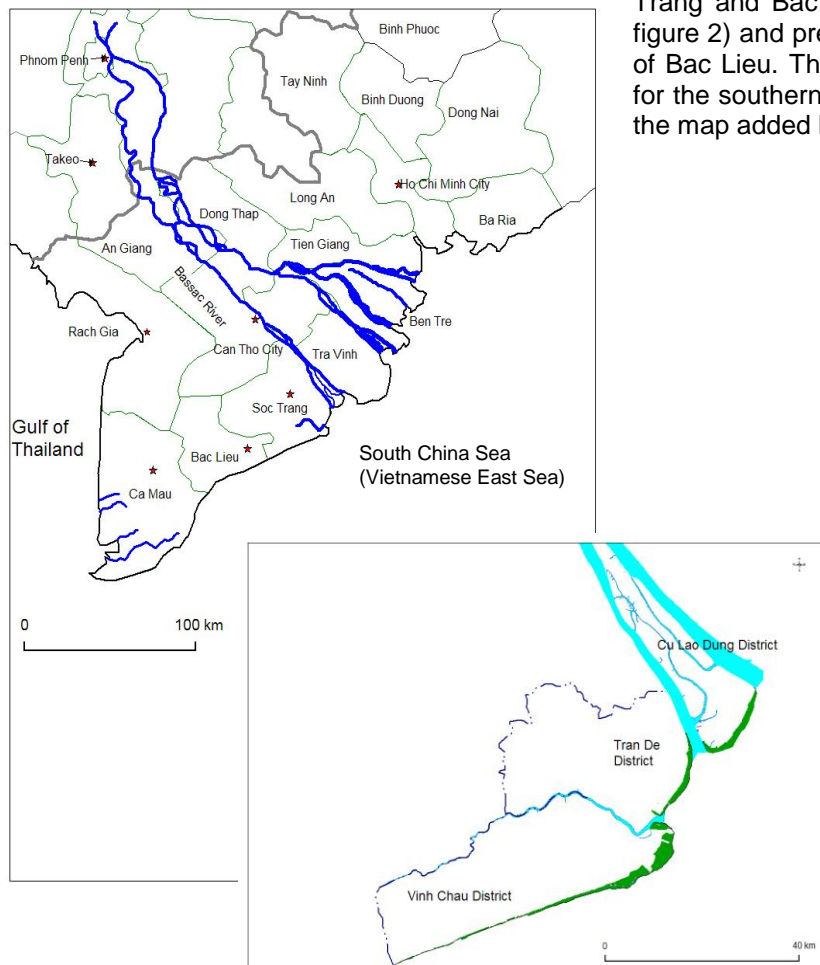 Trang and Bac
figure 2) and pre
of Bac Lieu. Th
for the southern
the map added
Binh Phuoc
Phnom Penh
Tay Ninh
Binh Duong
Dong Nai
Takeo
Ho Chi Minh City
Long An
Dong Thap
Ba Ria
An Giang
Tien Giang
Bassac River
Rach Gia
Ben Tre
Can Tho City
Tra Vinh
Soc Trang
Gulf of
Thailand
Bac Lieu
South China Sea
(Vietnamese East Sea)
Ca Mau
0 100 km
Cu Lao Dung District
Tran De
District
Vinh Chau District
0 40 km